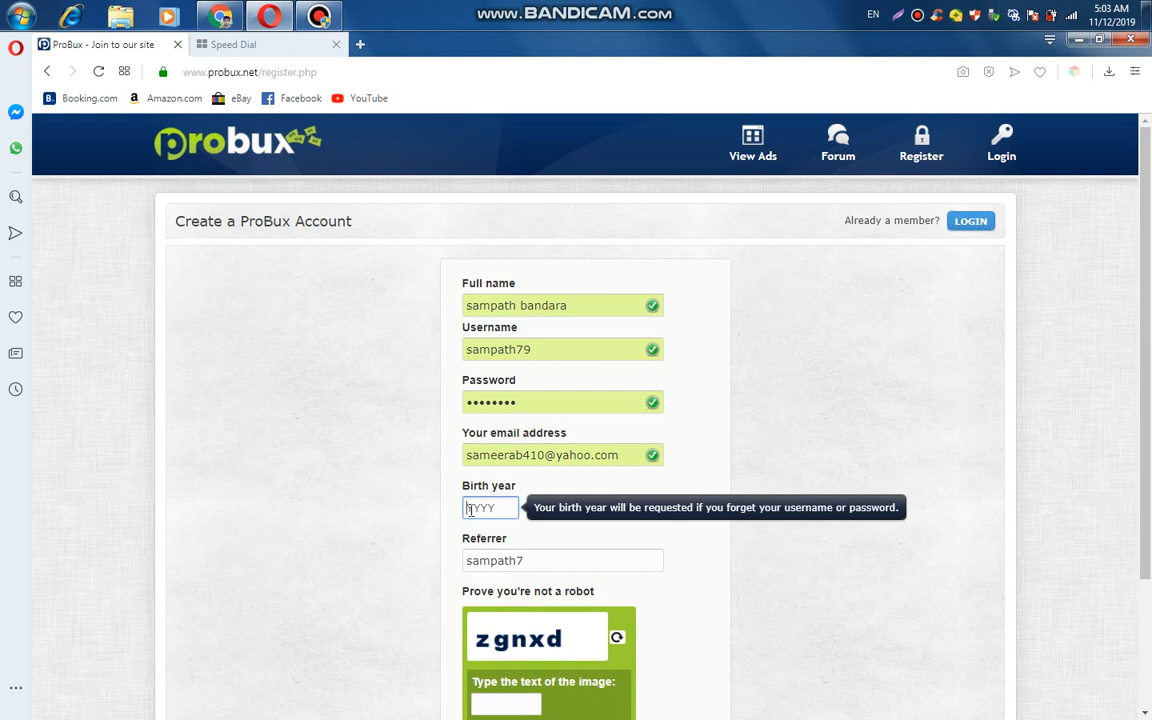 www.BANDICAM.com
EN
5:03 AM
11/12/2019
ProBux - Join to our site
Speed Dial
www.probux.net/register.php
Booking.com
Amazon.com
eBay
Facebook
YouTube
probux
View Ads
Forum
Register
Login
Create a ProBux Account
Already a member?
LOGIN
Full name
sampath bandara
Username
sampath79
Password
••••••••
Your email address
sameerab410@yahoo.com
Birth year
YYYY
Your birth year will be requested if you forget your username or password.
Referrer
sampath7
Prove you're not a robot
zgnxd
Type the text of the image: